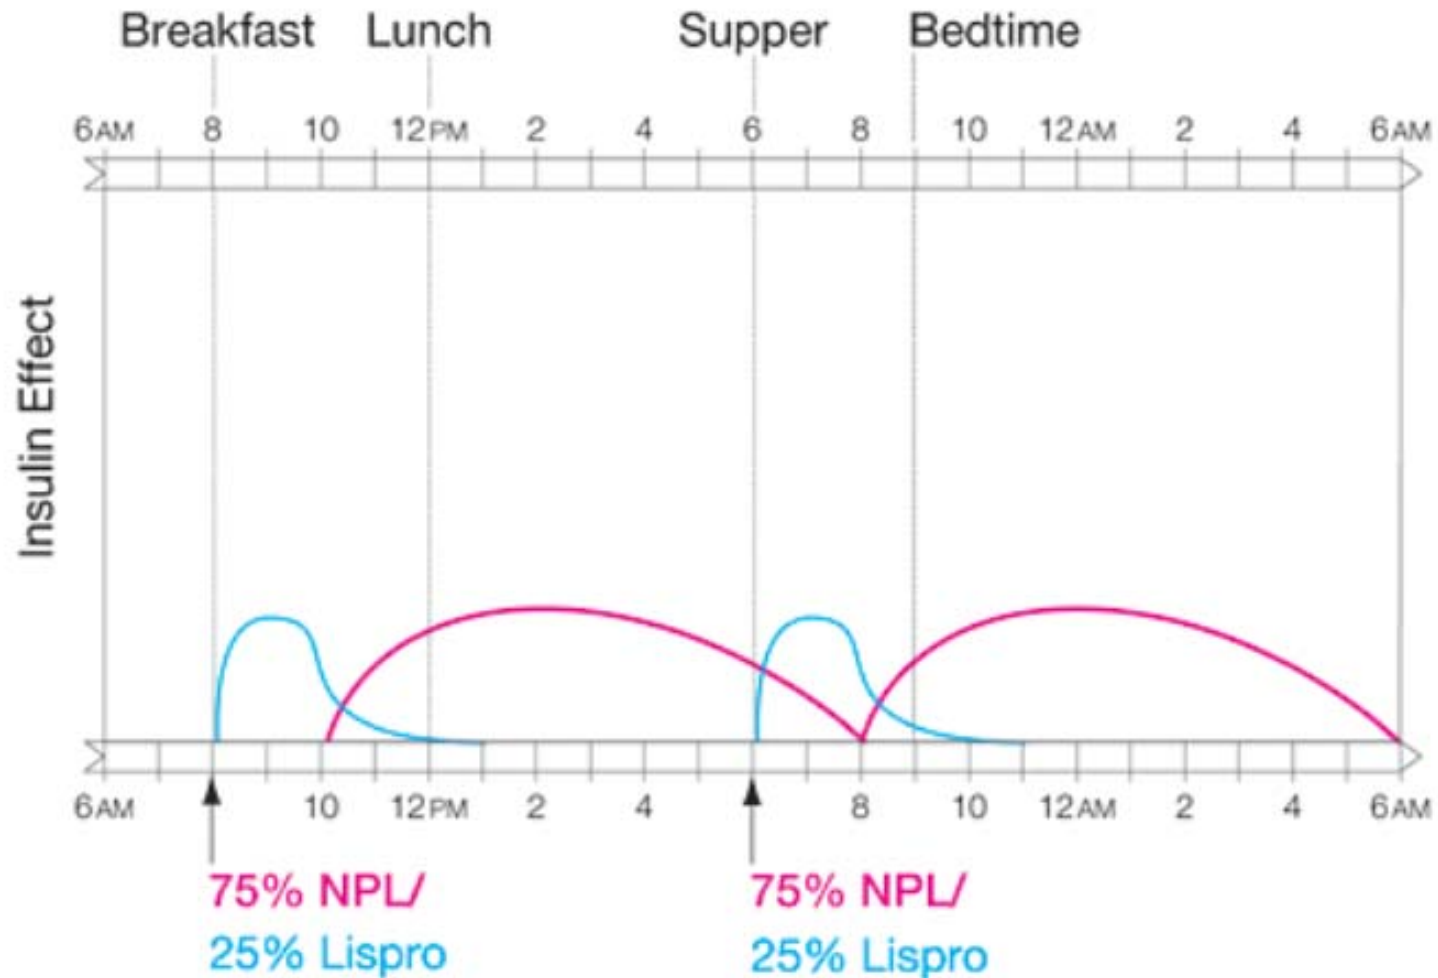 Breakfast Lunch Supper Bedtime
6AM 8 10 12PM 2 4 6 8 10 12AM 2 4 6AM
Insulin Effect
6AM 10 12PM 2 4 8 10 12AM 2 4 6AM
75% NPL/ 75% NPL/
25% Lispro 25% Lispro